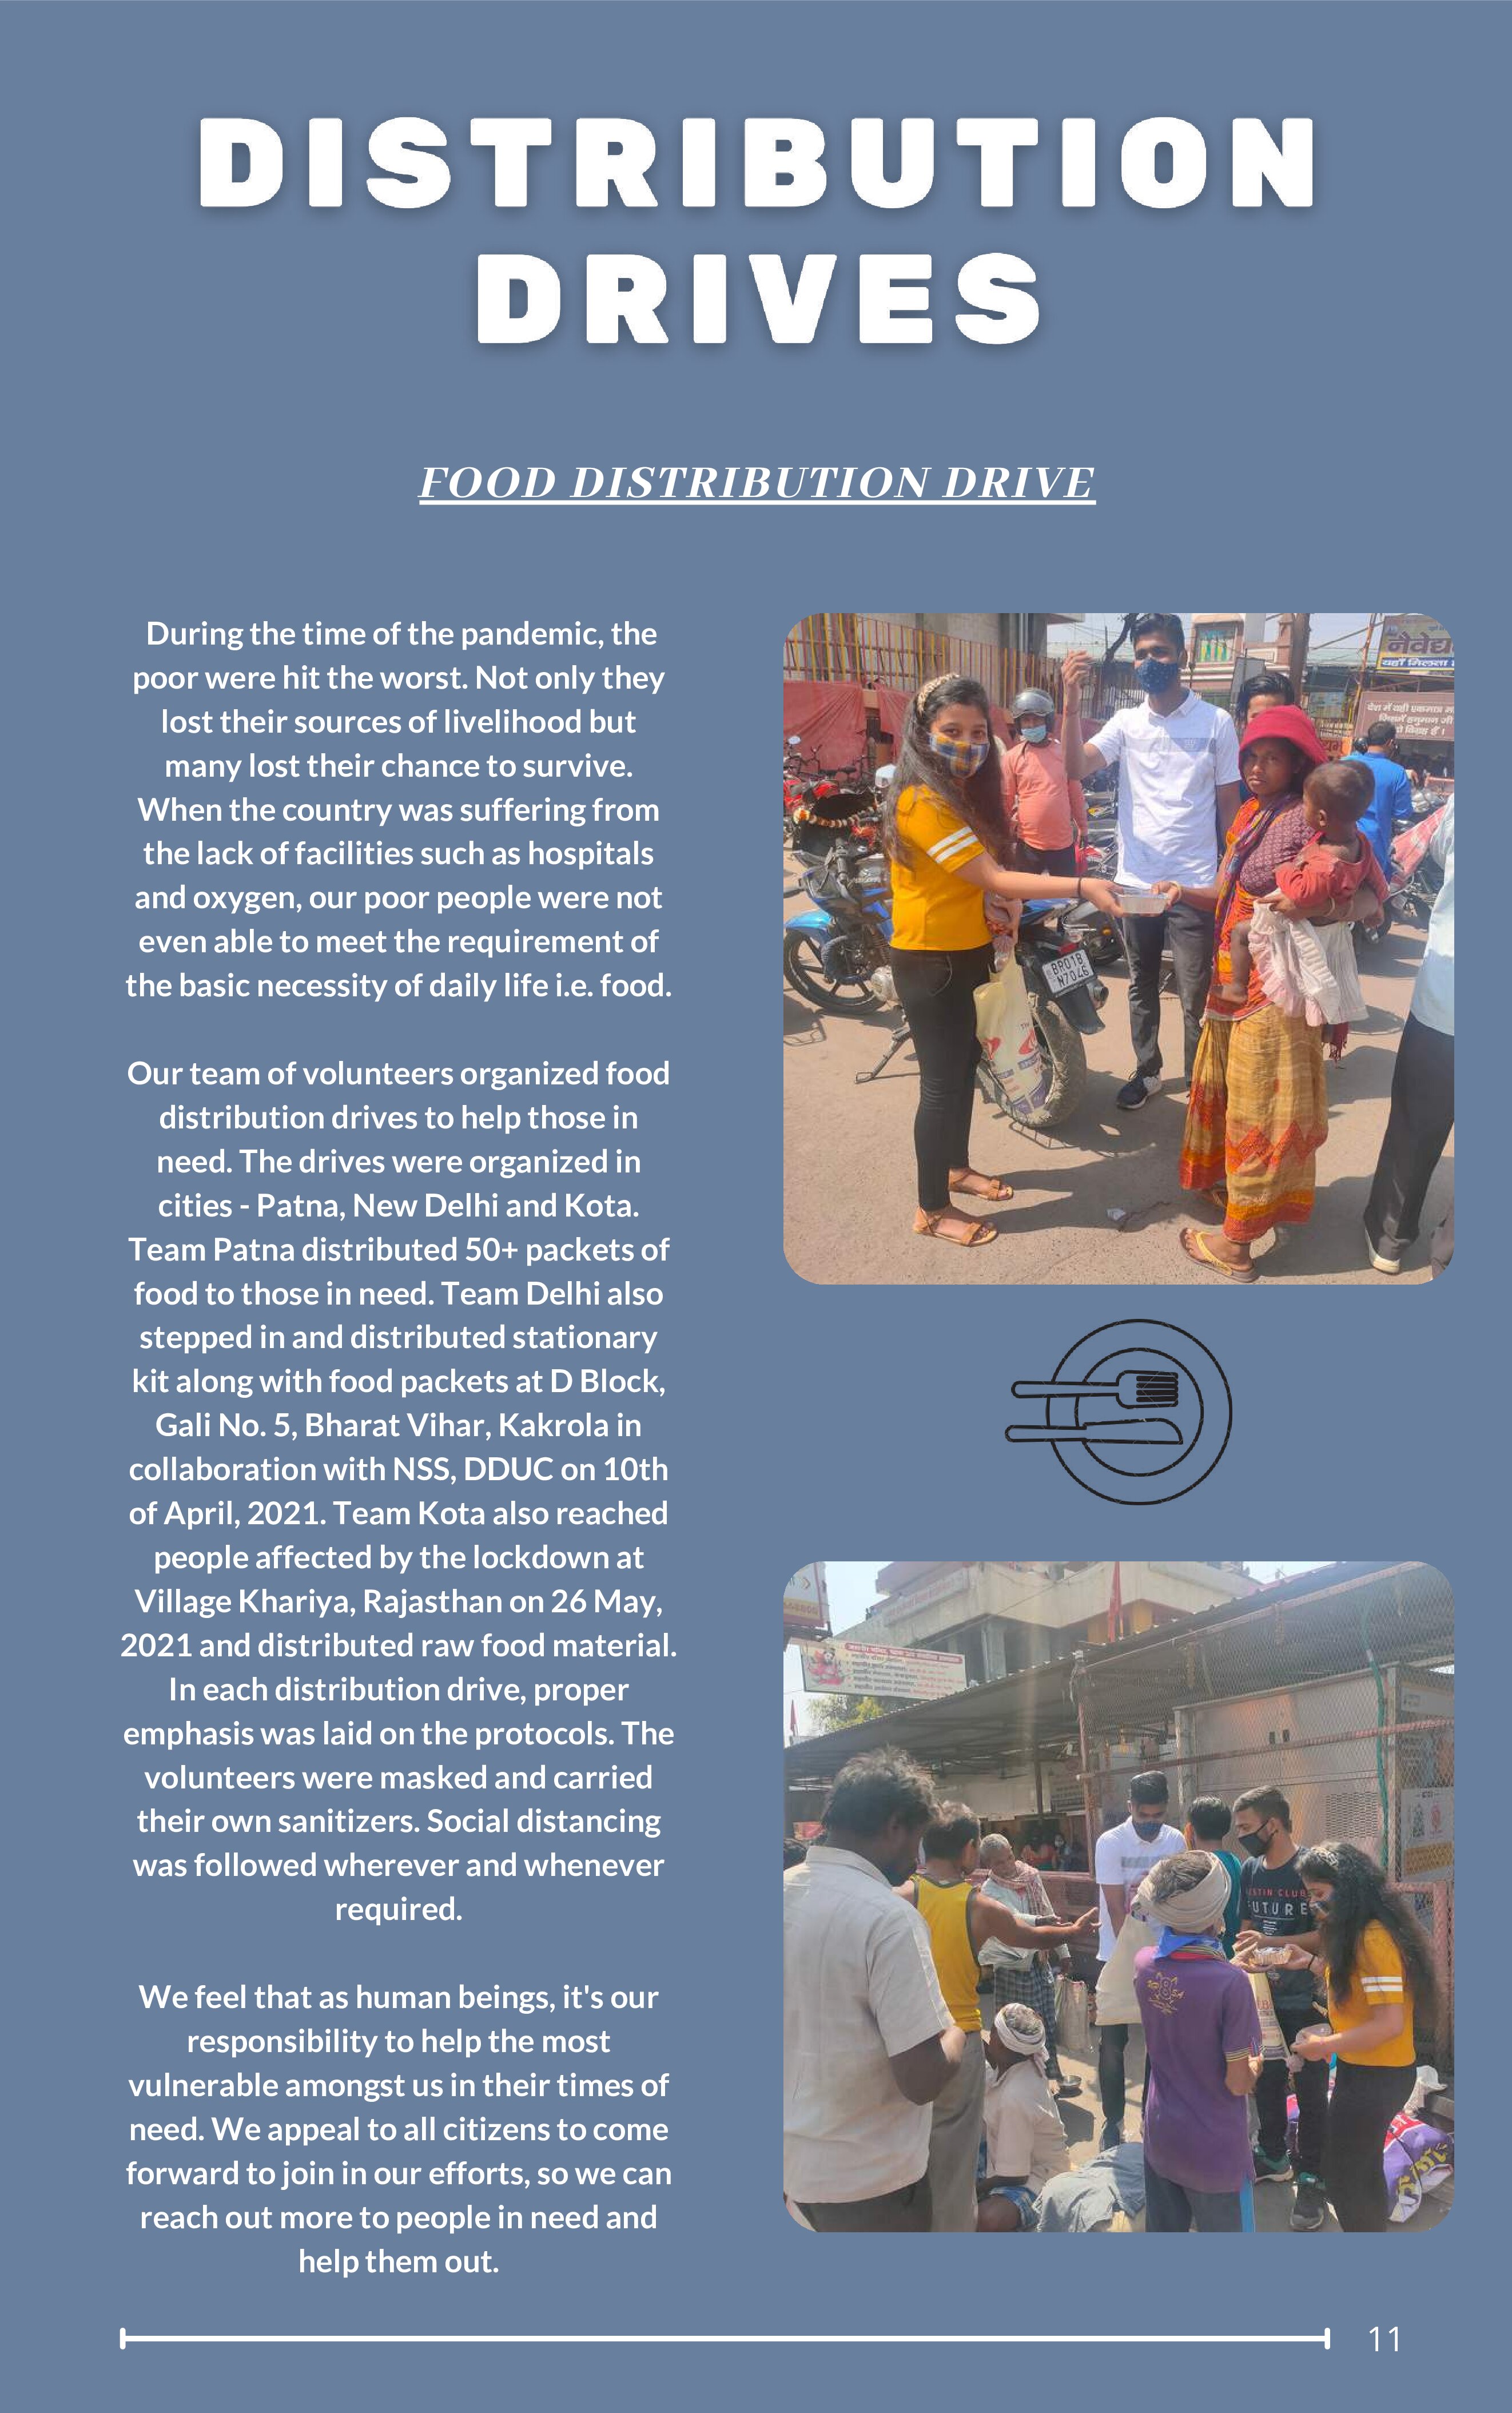 DISTRIBUTION
DRIVES
FOOD DISTRIBUTION DRIVE
During the time of the pandemic, the
poor were hit the worst. Not only they
lost their sources of livelihood but
many lost their chance to survive.
When the country was suffering from
the lack of facilities such as hospitals
and oxygen, our poor people were not
even able to meet the requirement of
the basic necessity of daily life i.e. food.
Our team of volunteers organized food
distribution drives to help those in
need. The drives were organized in
cities - Patna, New Delhi and Kota.
Team Patna distributed 50+ packets of
food to those in need. Team Delhi also
stepped in and distributed stationary
kit along with food packets at D Block,
Gali No. 5, Bharat Vihar, Kakrola in
collaboration with NSS, DDUC on 10th
of April, 2021. Team Kota also reached
people affected by the lockdown at
Village Khariya, Rajasthan on 26 May,
2021 and distributed raw food material.
In each distribution drive, proper
emphasis was laid on the protocols. The
volunteers were masked and carried
their own sanitizers. Social distancing
was followed wherever and whenever
required.
We feel that as human beings, it's our
responsibility to help the most
vulnerable amongst us in their times of
need. We appeal to all citizens to come
forward to join in our efforts, so we can
reach out more to people in need and
help them out.
नैवेद्य
यहाँ मिलता
देश में यही एकमात्र
जिसमें हनुमान जी
दो विग्रह हैं।
BR01B
N7046
CLUB
UTURE
11